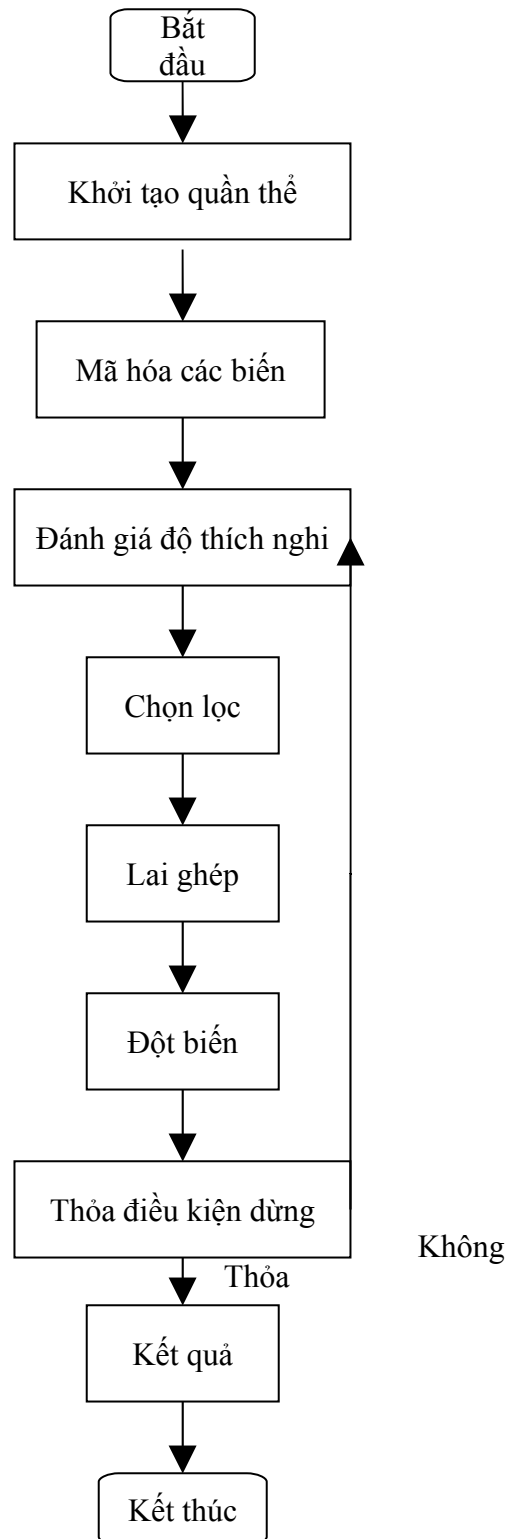 Bắt
đầu
Khởi tạo quần thể
Mã hóa các biến
Đánh giá độ thích nghi
Chọn lọc
Lai ghép
Đột biến
Thỏa điều kiện dừng
Không
Thỏa
Kết quả
Kết thúc